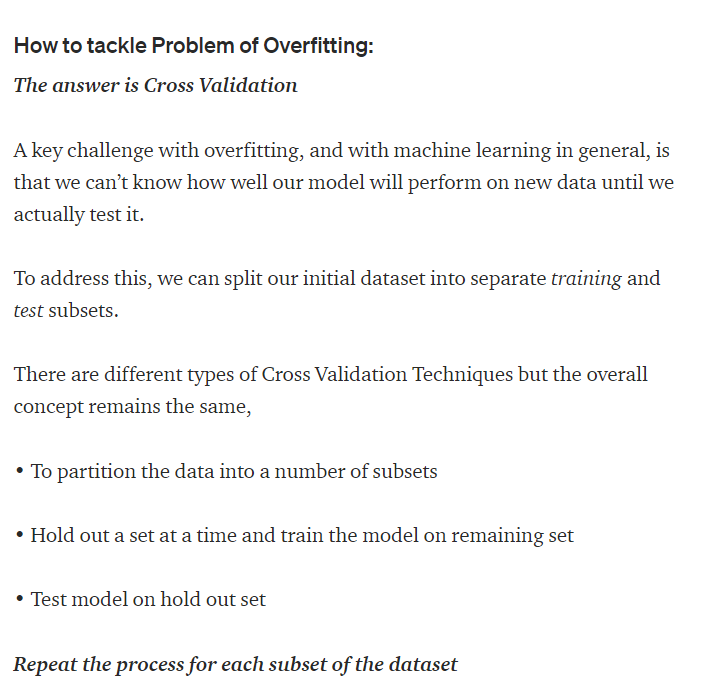 How to tackle Problem of Overfitting:
The answer is Cross Validation
A key challenge with overfitting, and with machine learning in general, is
that we can’t know how well our model will perform on new data until we
actually test it.
To address this, we can split our initial dataset into separate training and
test subsets.
There are different types of Cross Validation Techniques but the overall
concept remains the same,
• To partition the data into a number of subsets
• Hold out a set at a time and train the model on remaining set
• Test model on hold out set
Repeat the process for each subset of the dataset